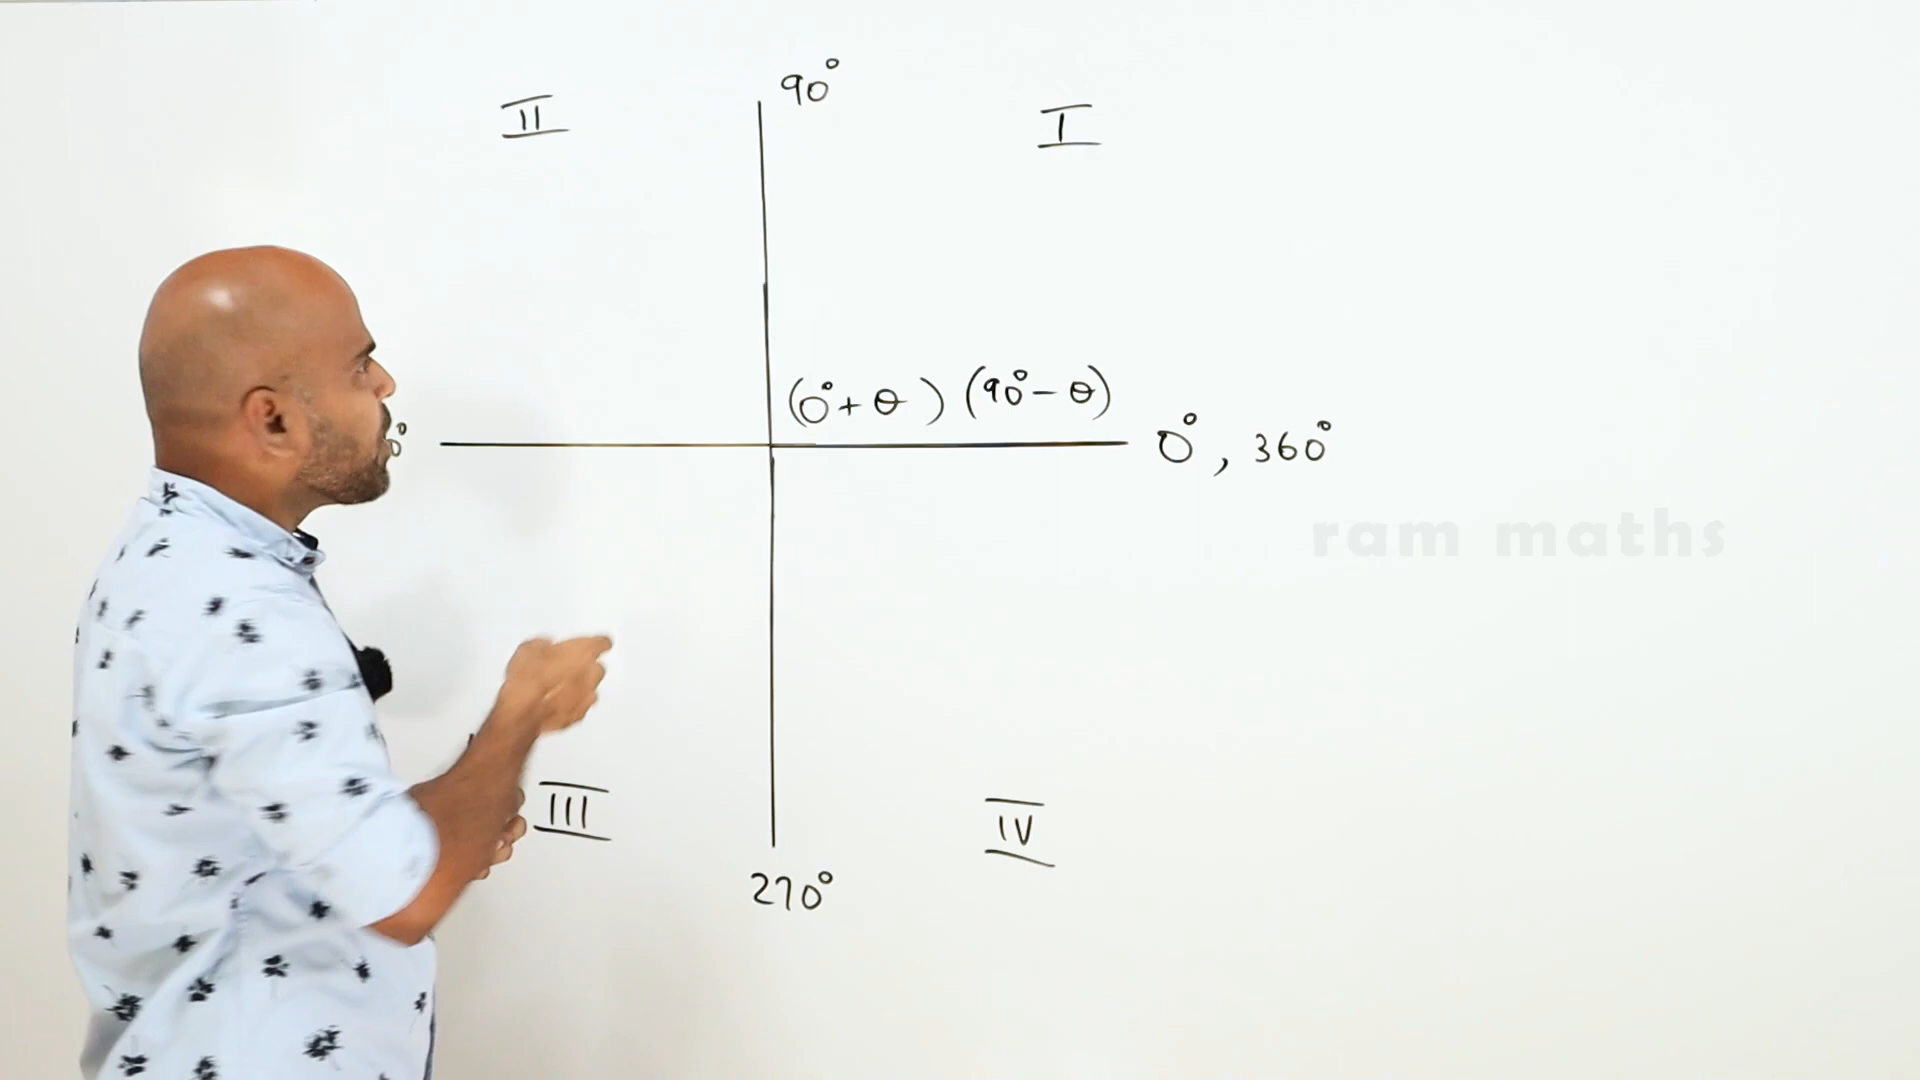 90°
II
I
(0°+ θ ) (90°- θ)
0°, 360°
ram maths
III
IV
270°